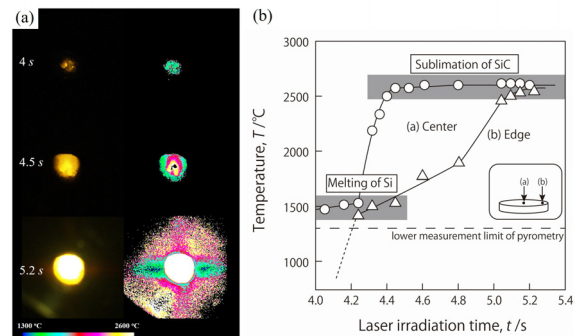 (a)
4 s
4.5 s
5.2 s
1300 °C
2600 °C
(b)
3000
2500
2000
1500
1000
Temperature, T /°C
Sublimation of SiC
(a) Center
(b) Edge
Melting of Si
(a) (b)
lower measurement limit of pyrometry
4.0 4.2 4.4 4.6 4.8 5.0 5.2 5.4
Laser irradiation time, t /s